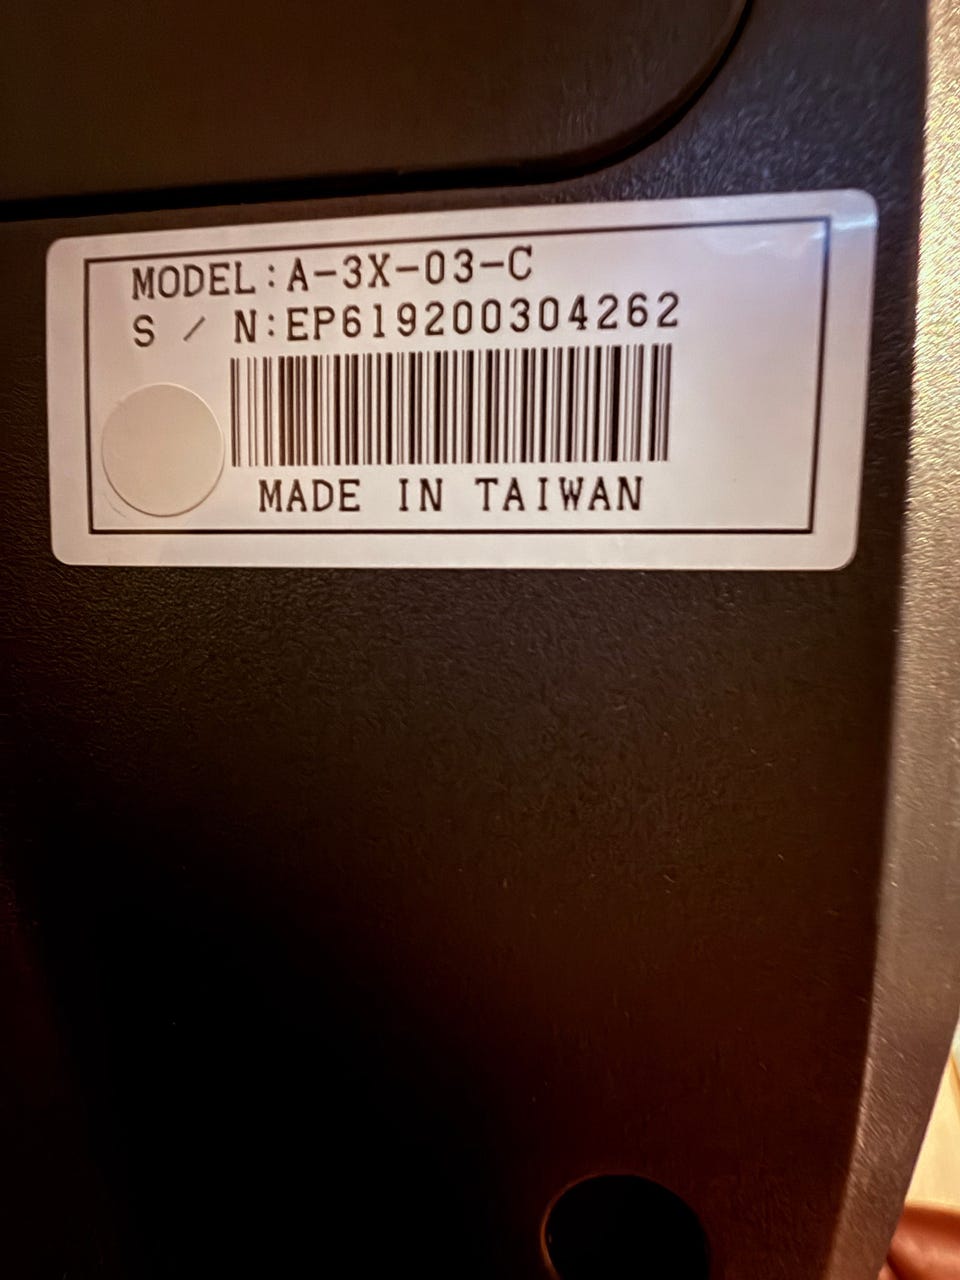 MODEL:A-3X-03-C
S / N:EP619200304262
MADE IN TAIWAN